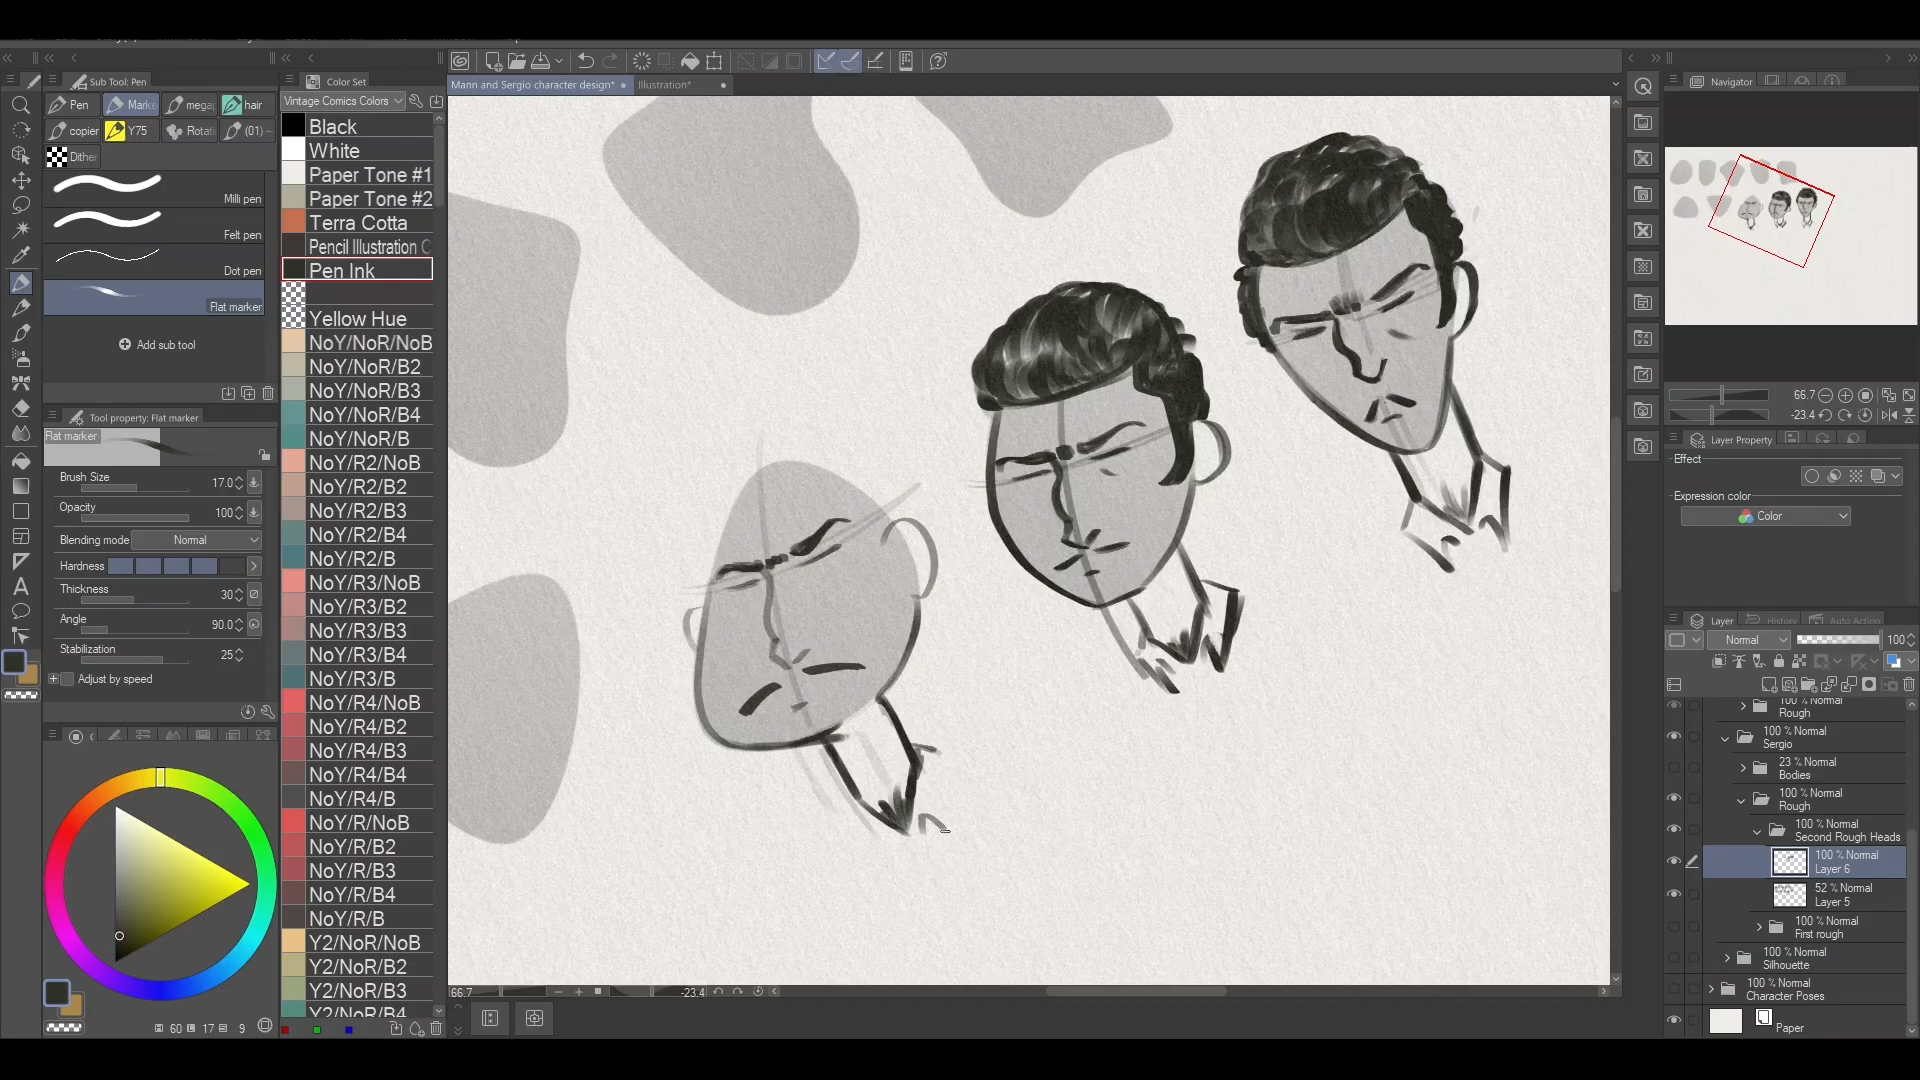 Sub Tool: Pen
Pen
Marke
mega
hair
copier
Y75
Rotati
(01) -
Dither
Milli pen
Felt pen
Dot pen
Flat marker
Add sub tool
Tool property: Flat marker
Flat marker
Brush Size
17.0
Opacity
100
Blending mode
Normal
Hardness
Thickness
30
Angle
90.0
Stabilization
25
Adjust by speed
60 L 17 S 9
Color Set
Vintage Comics Colors
Black
White
Paper Tone #1
Paper Tone #2
Terra Cotta
Pencil Illustration C
Pen Ink
Yellow Hue
NoY/NoR/NoB
NoY/NoR/B2
NoY/NoR/B3
NoY/NoR/B4
NoY/NoR/B
NoY/R2/NoB
NoY/R2/B2
NoY/R2/B3
NoY/R2/B4
NoY/R2/B
NoY/R3/NoB
NoY/R3/B2
NoY/R3/B3
NoY/R3/B4
NoY/R3/B
NoY/R4/NoB
NoY/R4/B2
NoY/R4/B3
NoY/R4/B4
NoY/R4/B
NoY/R/NoB
NoY/R/B2
NoY/R/B3
NoY/R/B4
NoY/R/B
Y2/NoR/NoB
Y2/NoR/B2
Y2/NoR/B3
Y2/NoR/B4
Mann and Sergio character design*
Illustration*
66.7
-23.4
Navigator
66.7
-23.4
Layer Property
Effect
Expression color
Color
Layer
History
Auto Action
Normal
100
100 % Normal
Rough
100 % Normal
Sergio
23 % Normal
Bodies
100 % Normal
Rough
100 % Normal
Second Rough Heads
100 % Normal
Layer 6
52 % Normal
Layer 5
100 % Normal
First rough
100 % Normal
Silhouette
100 % Normal
Character Poses
Paper